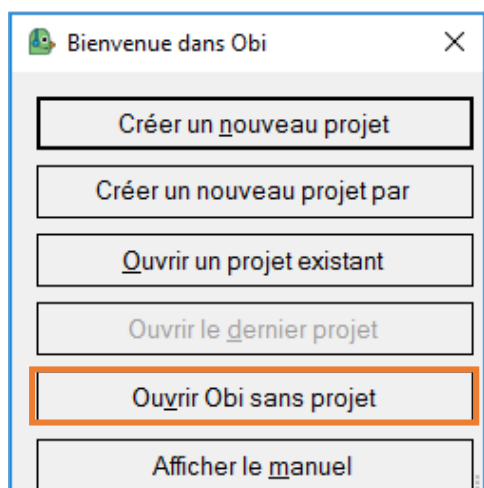 Bienvenue dans Obi
Créer un nouveau projet
Créer un nouveau projet par
Ouvrir un projet existant
Ouvrir le dernier projet
Ouvrir Obi sans projet
Afficher le manuel